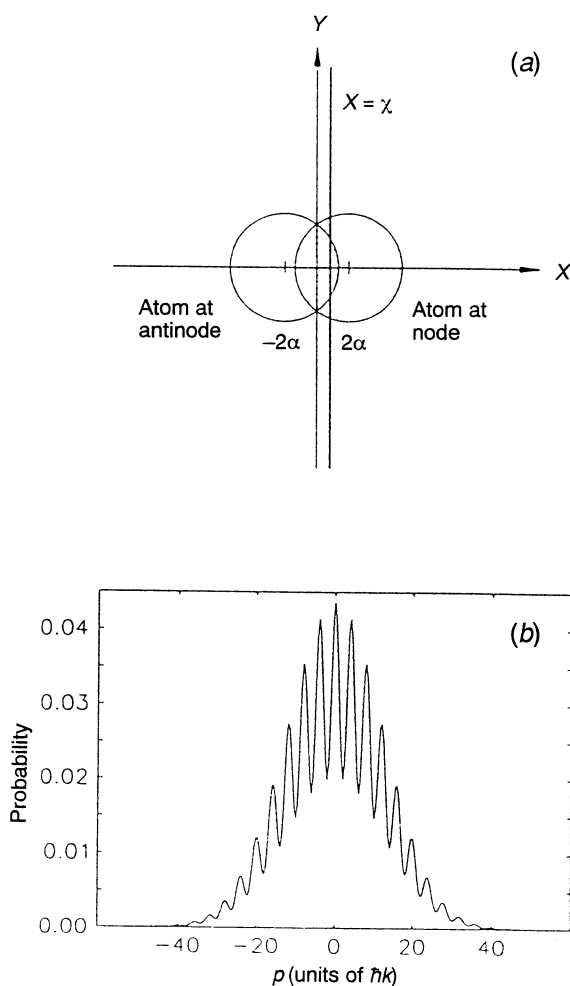 Y
(a)
X = χ
X
Atom at
antinode
Atom at
node
−2α
2α
(b)
0.04
0.03
0.02
0.01
0.00
Probability
−40
−20
0
20
40
p (units of ħk)